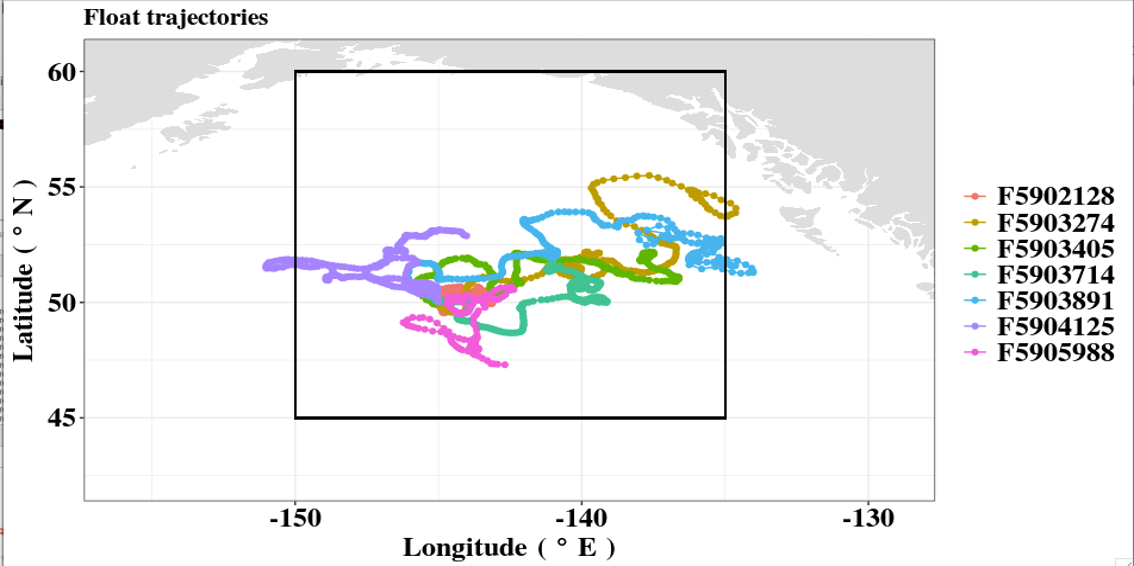 Float trajectories
60
55
50
45
Latitude ( ° N )
-150
-140
-130
Longitude ( ° E )
F5902128
F5903274
F5903405
F5903714
F5903891
F5904125
F5905988